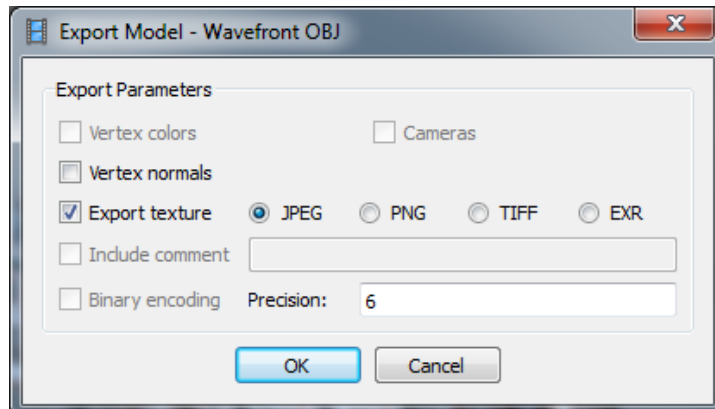 Export Model - Wavefront OBJ
Export Parameters
Vertex colors Cameras
Vertex normals
Export texture JPEG PNG TIFF EXR
Include comment
Binary encoding Precision: 6
OK Cancel